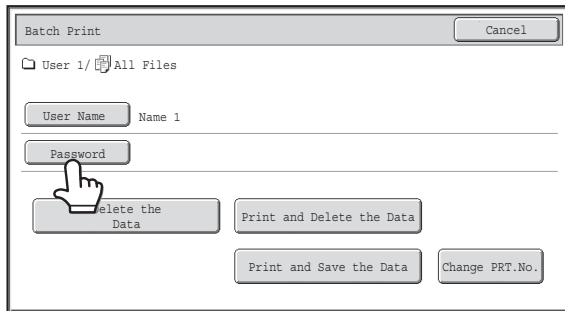 Batch Print
Cancel
User 1/ All Files
User Name Name 1
Password
elete the
Data
Print and Delete the Data
Print and Save the Data
Change PRT.No.